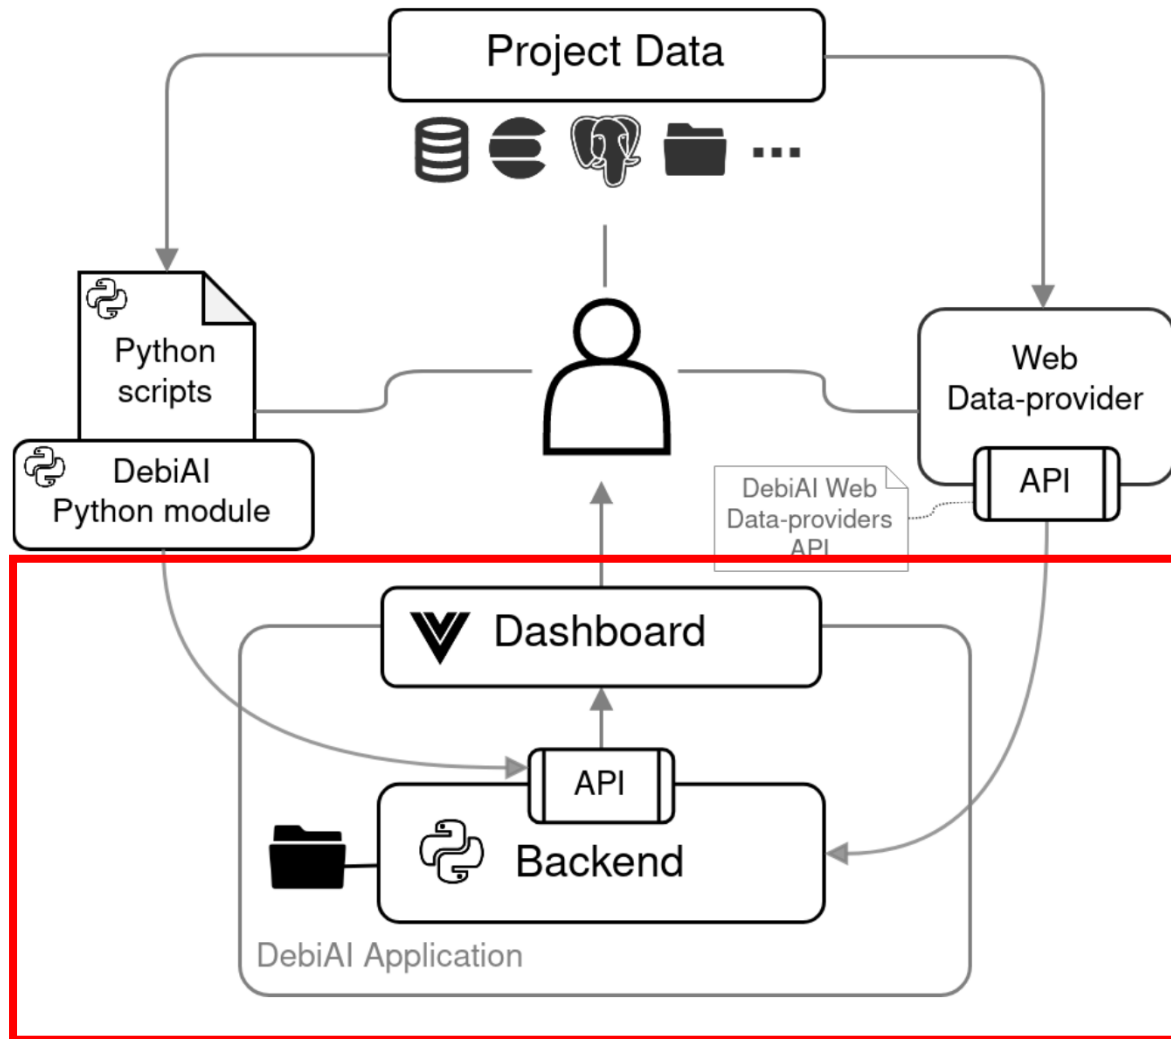 Project Data
...
Python
scripts
DebiAI
Python module
Web
Data-provider
API
DebiAI Web
Data-providers
API
Dashboard
API
Backend
DebiAI Application